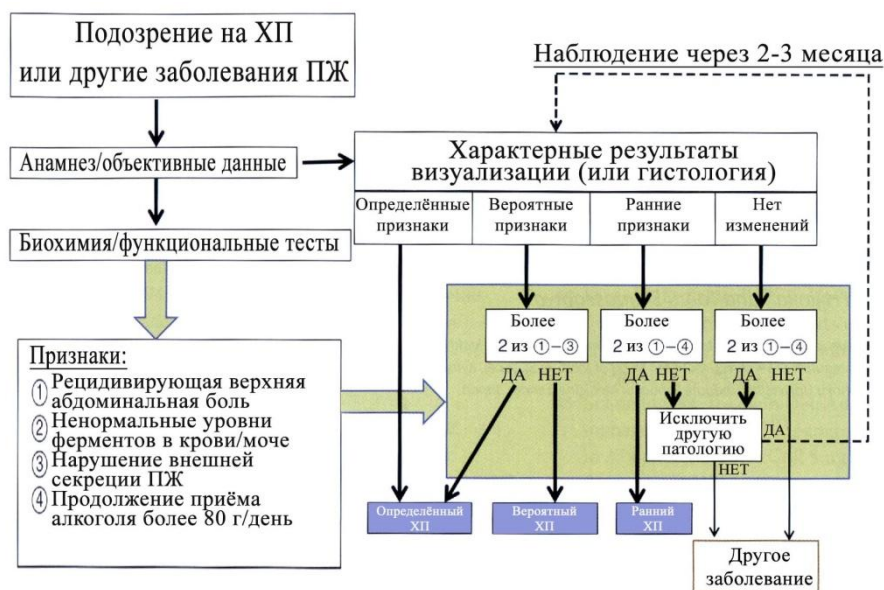 Подозрение на ХП
или другие заболевания ПЖ
Наблюдение через 2-3 месяца
Анамнез/объективные данные
Характерные результаты
визуализации (или гистология)
Определённые
признаки
Вероятные
признаки
Ранние
признаки
Нет
изменений
Биохимия/функциональные тесты
Более
2 из ①–③
Более
2 из ①–④
Более
2 из ①–④
ДА НЕТ
ДА НЕТ
ДА НЕТ
Признаки:
① Рецидивирующая верхняя
абдоминальная боль
② Ненормальные уровни
ферментов в крови/моче
③ Нарушение внешней
секреции ПЖ
④ Продолжение приёма
алкоголя более 80 г/день
Исключить
другую
патологию
ДА
НЕТ
Определённый
ХП
Вероятный
ХП
Ранний
ХП
Другое
заболевание